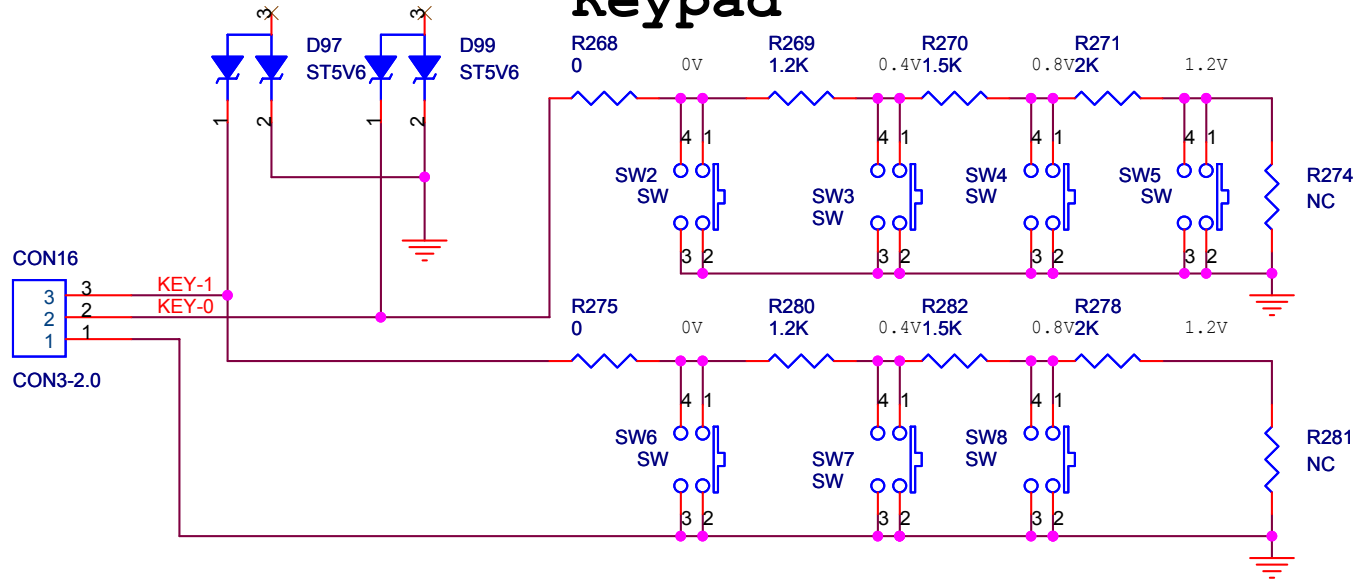 Keypad
3
3
D97
ST5V6
D99
ST5V6
1
2
1
2
R268
0
0V
R269
1.2K
0.4V
R270
1.5K
0.8V
R271
2K
1.2V
4
1
4
1
4
1
4
1
SW2
SW
SW3
SW
SW4
SW
SW5
SW
R274
NC
3
2
3
2
3
2
3
2
CON16
3
3
KEY-1
2
2
KEY-0
1
1
CON3-2.0
R275
0
0V
R280
1.2K
0.4V
R282
1.5K
0.8V
R278
2K
1.2V
4
1
4
1
4
1
SW6
SW
SW7
SW
SW8
SW
R281
NC
3
2
3
2
3
2